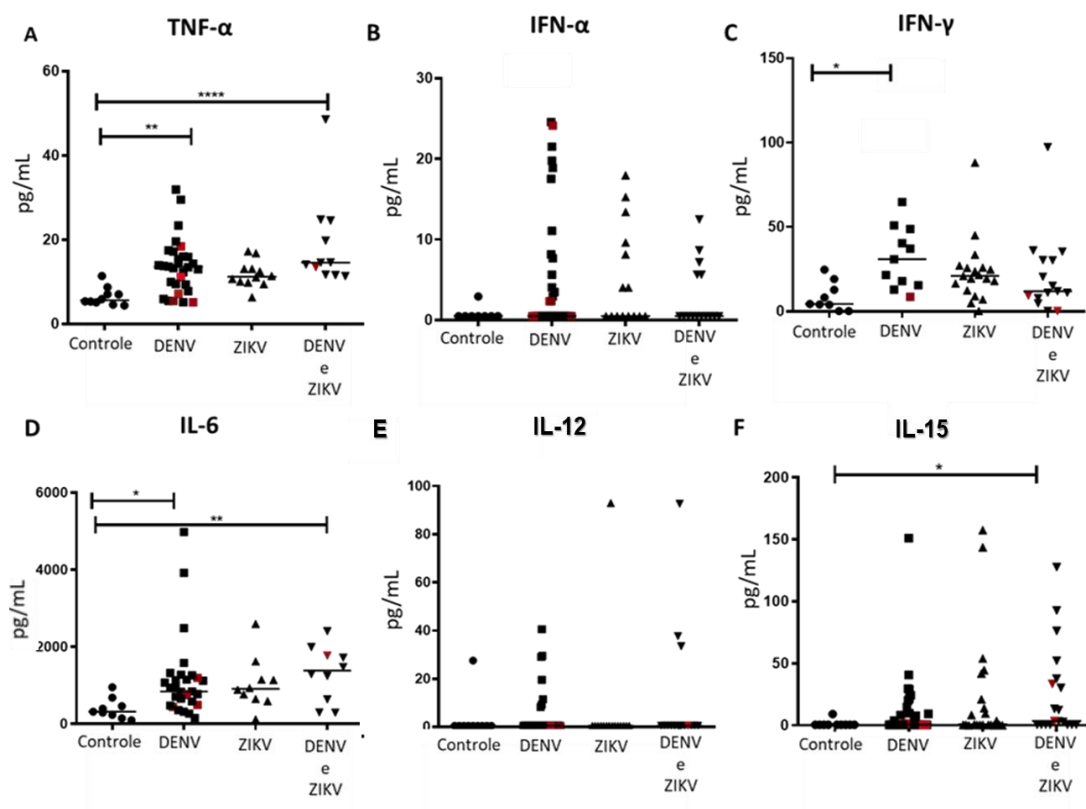 A
TNF-α
pg/mL
60
40
20
0
****
**
Controle
DENV
ZIKV
DENV
e
ZIKV
B
IFN-α
pg/mL
30
20
10
0
Controle
DENV
ZIKV
DENV
e
ZIKV
C
IFN-γ
pg/mL
150
100
50
0
*
Controle
DENV
ZIKV
DENV
e
ZIKV
D
IL-6
pg/mL
6000
4000
2000
0
*
**
Controle
DENV
ZIKV
DENV
e
ZIKV
.
E
IL-12
pg/mL
100
80
60
40
20
0
Controle
DENV
ZIKV
DENV
e
ZIKV
F
IL-15
pg/mL
200
150
100
50
0
*
Controle
DENV
ZIKV
DENV
e
ZIKV